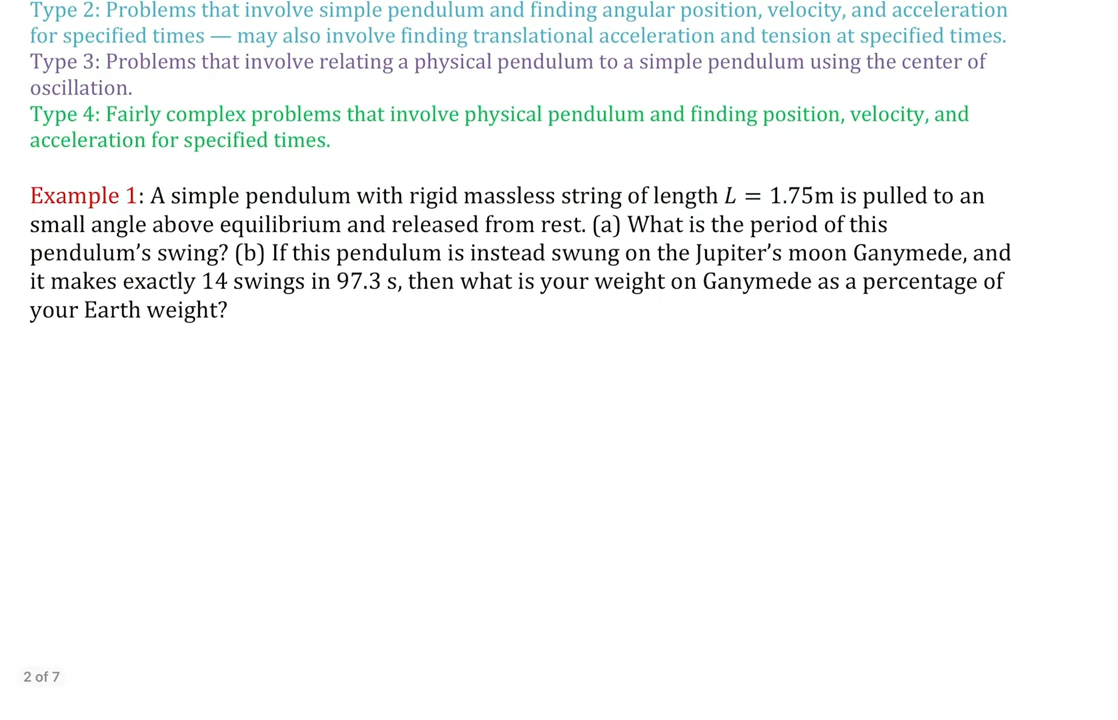 Type 2: Problems that involve simple pendulum and finding angular position, velocity, and acceleration
for specified times — may also involve finding translational acceleration and tension at specified times.
Type 3: Problems that involve relating a physical pendulum to a simple pendulum using the center of
oscillation.
Type 4: Fairly complex problems that involve physical pendulum and finding position, velocity, and
acceleration for specified times.
Example 1: A simple pendulum with rigid massless string of length L = 1.75m is pulled to an
small angle above equilibrium and released from rest. (a) What is the period of this
pendulum's swing? (b) If this pendulum is instead swung on the Jupiter's moon Ganymede, and
it makes exactly 14 swings in 97.3 s, then what is your weight on Ganymede as a percentage of
your Earth weight?
2 of 7